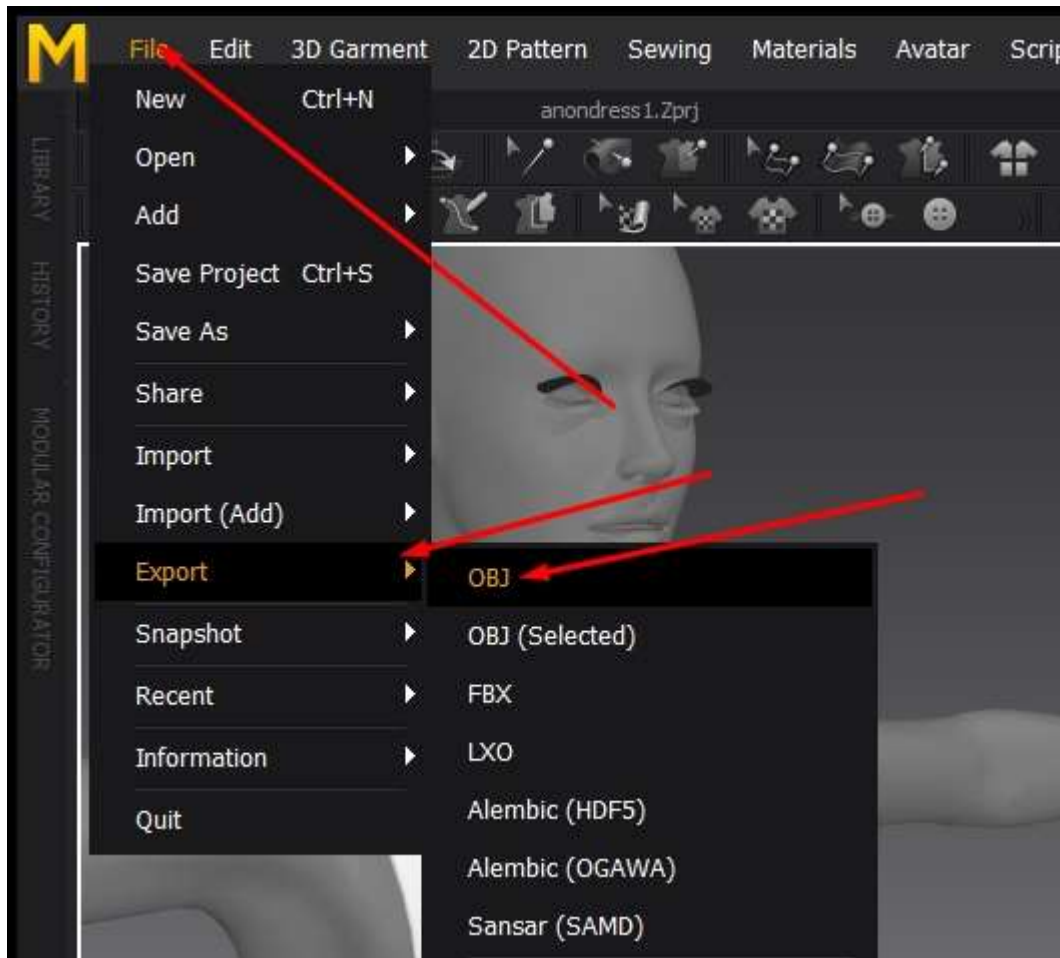 M File Edit 3D Garment 2D Pattern Sewing Materials Avatar Scrip
anondress1.Zprj
LIBRARY
HISTORY
MODULAR CONFIGURATOR
New Ctrl+N
Open
Add
Save Project Ctrl+S
Save As
Share
Import
Import (Add)
Export
Snapshot
Recent
Information
Quit
OBJ
OBJ (Selected)
FBX
LXO
Alembic (HDF5)
Alembic (OGAWA)
Sansar (SAMD)